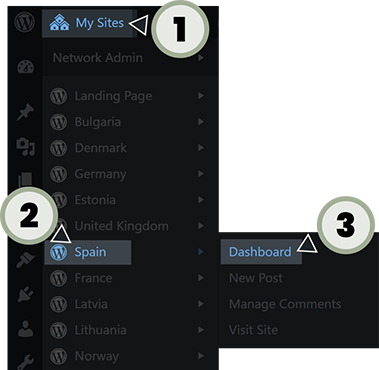 My Sites
1
Network Admin
Landing Page
Bulgaria
Denmark
Germany
Estonia
2
United Kingdom
3
Spain
Dashboard
France
New Post
Latvia
Manage Comments
Lithuania
Visit Site
Norway